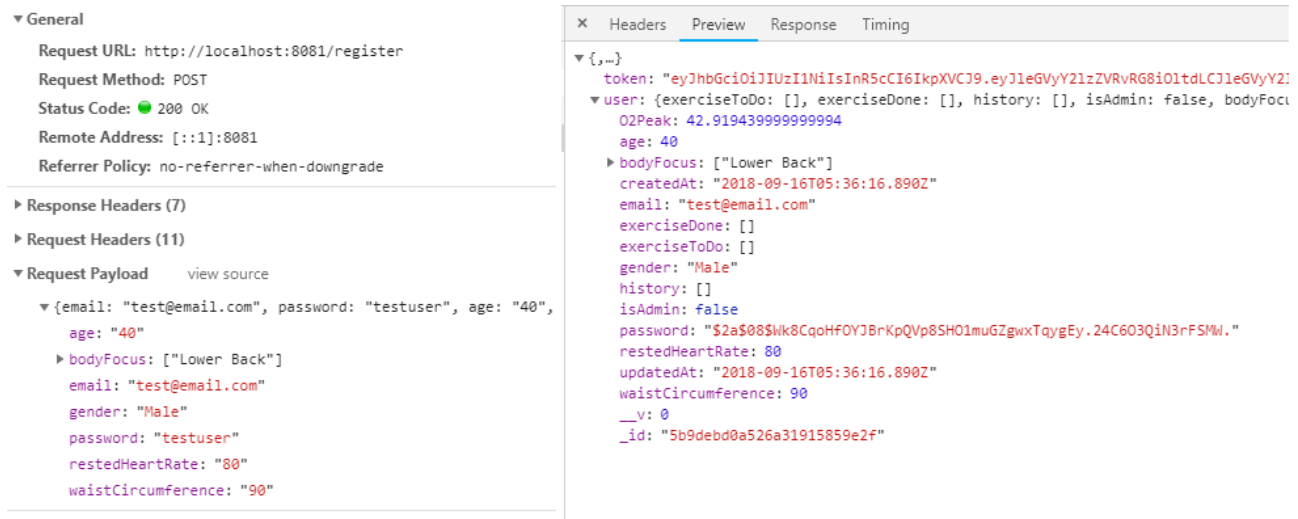 General
Request URL: http://localhost:8081/register
Request Method: POST
Status Code: 200 OK
Remote Address: [::1]:8081
Referrer Policy: no-referrer-when-downgrade
Response Headers (7)
Request Headers (11)
Request Payload view source
{email: "test@email.com", password: "testuser", age: "40",
age: "40"
bodyFocus: ["Lower Back"]
email: "test@email.com"
gender: "Male"
password: "testuser"
restedHeartRate: "80"
waistCircumference: "90"
× Headers Preview Response Timing
{,…}
token: "eyJhbGciOiJIUzI1NiIsInR5cCI6IkpXVCJ9.eyJleGVyY2lzZVRvRG8iOltdLCJleGVyY2I
user: {exerciseToDo: [], exerciseDone: [], history: [], isAdmin: false, bodyFocu
O2Peak: 42.919439999999994
age: 40
bodyFocus: ["Lower Back"]
createdAt: "2018-09-16T05:36:16.890Z"
email: "test@email.com"
exerciseDone: []
exerciseToDo: []
gender: "Male"
history: []
isAdmin: false
password: "$2a$08$Wk8CqoHfOYJBrKpQVp8SHO1muGZgwxTqygEy.24C6O3QiN3rFSMW."
restedHeartRate: 80
updatedAt: "2018-09-16T05:36:16.890Z"
waistCircumference: 90
__v: 0
_id: "5b9debd0a526a31915859e2f"